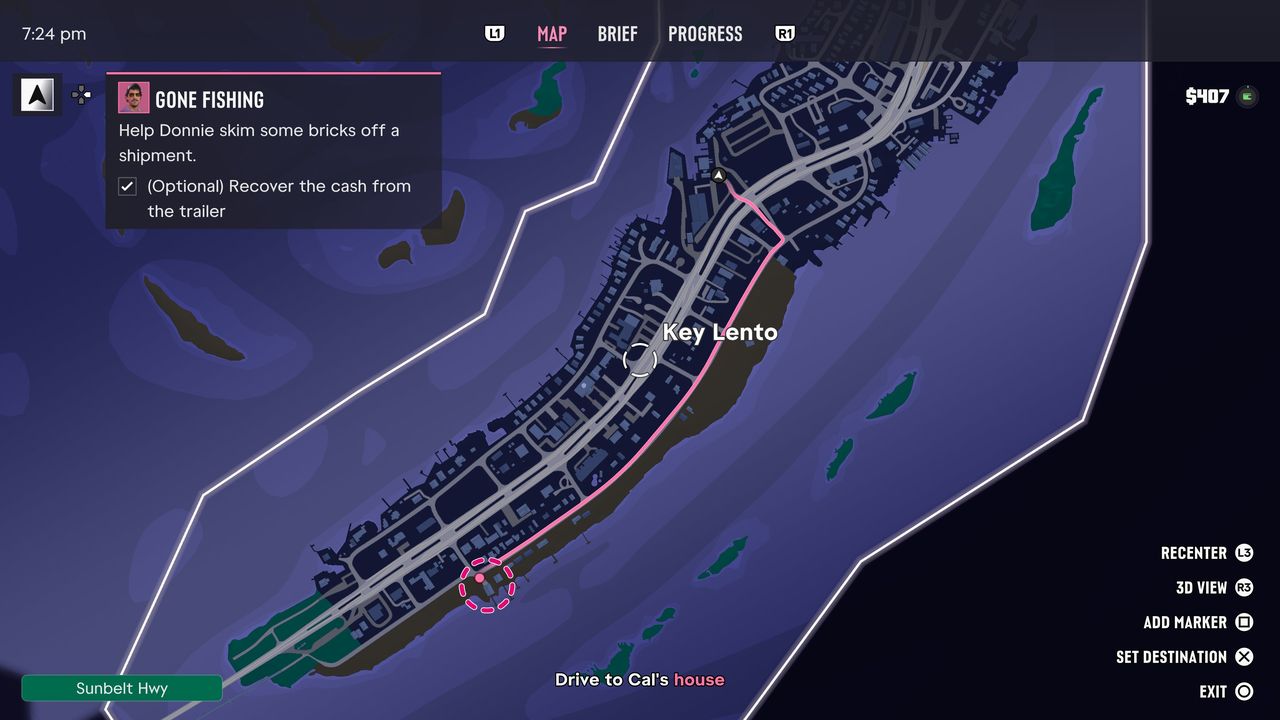 7:24 pm
L1 MAP BRIEF PROGRESS R1
GONE FISHING
Help Donnie skim some bricks off a
shipment.
(Optional) Recover the cash from
the trailer
$407
Key Lento
RECENTER L3
3D VIEW R3
ADD MARKER
SET DESTINATION
EXIT
Drive to Cal's house
Sunbelt Hwy